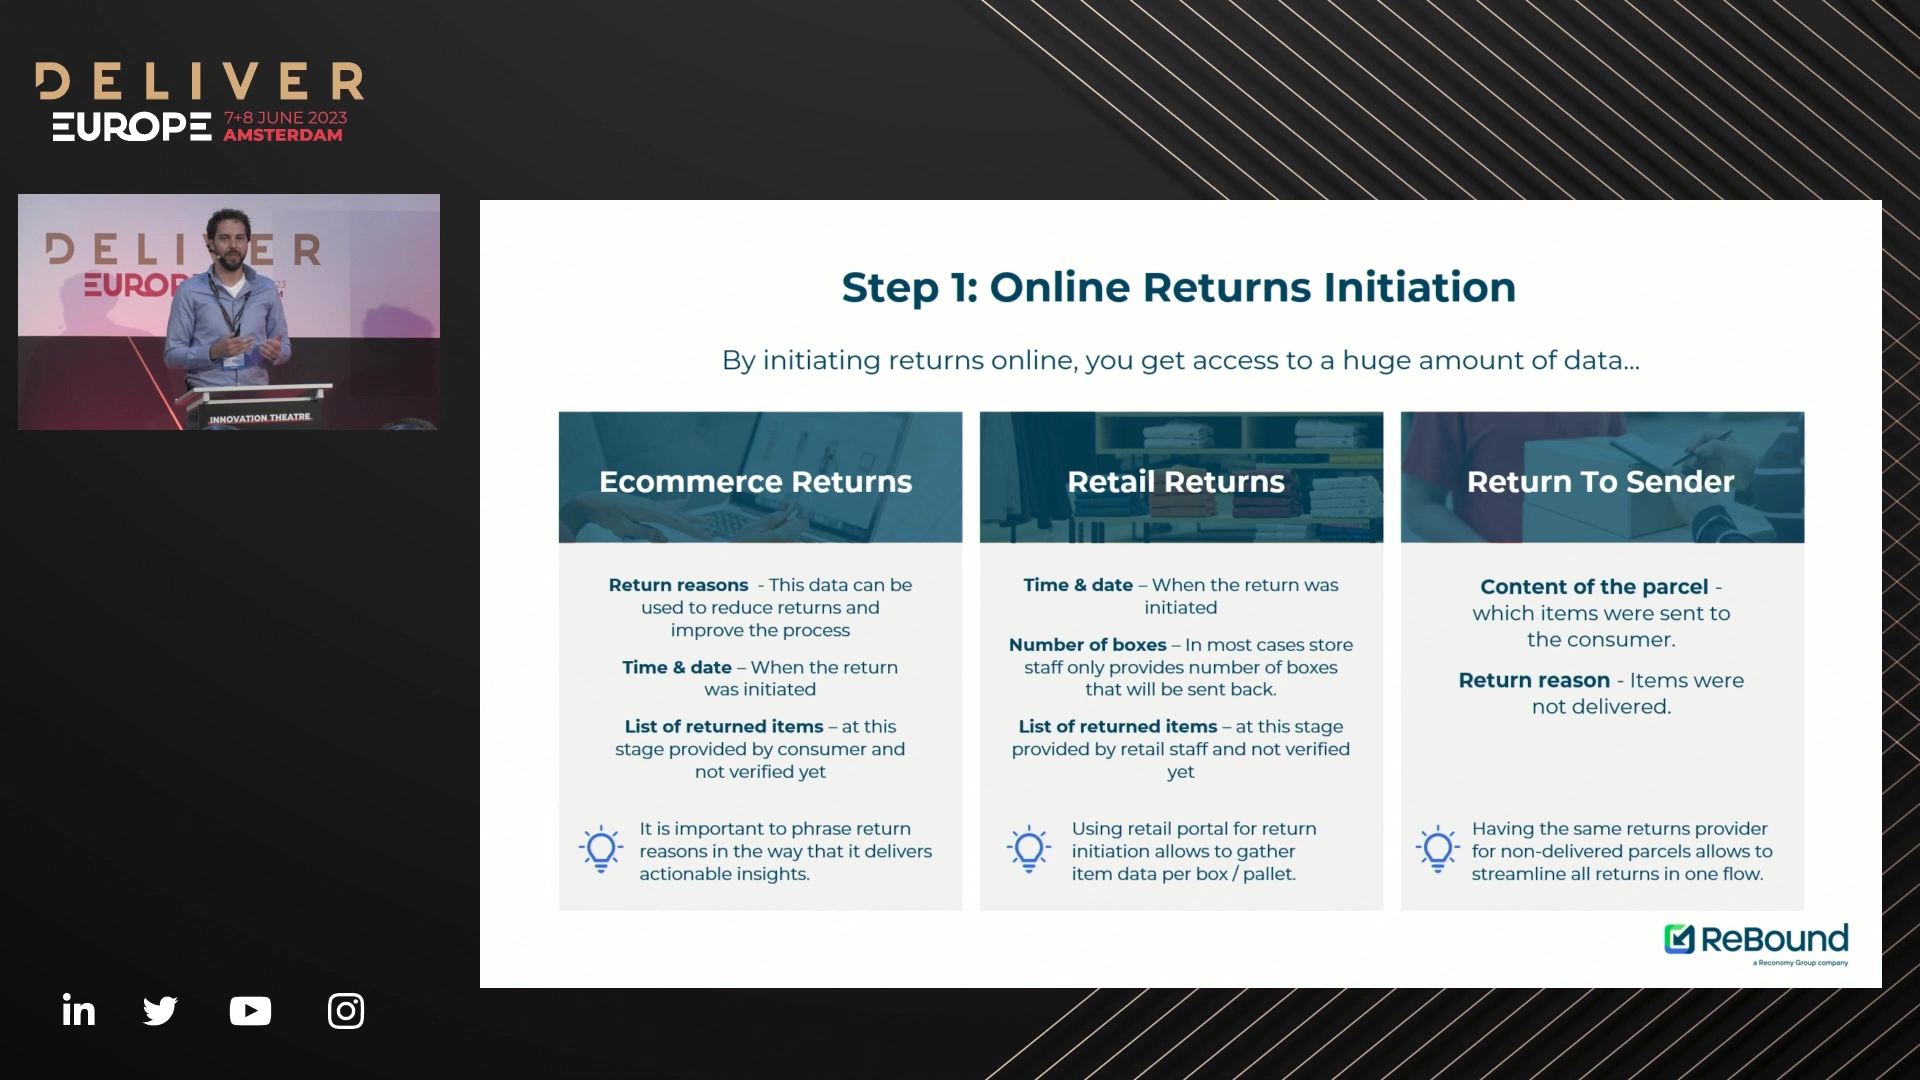 DELIVER
EUROPE 7+8 JUNE 2023
AMSTERDAM
DELIVER
EUROPE
INNOVATION THEATRE
Step 1: Online Returns Initiation
By initiating returns online, you get access to a huge amount of data...
Ecommerce Returns
Return reasons - This data can be
used to reduce returns and
improve the process
Time & date – When the return
was initiated
List of returned items – at this
stage provided by consumer and
not verified yet
It is important to phrase return
reasons in the way that it delivers
actionable insights.
Retail Returns
Time & date – When the return was
initiated
Number of boxes – In most cases store
staff only provides number of boxes
that will be sent back.
List of returned items – at this stage
provided by retail staff and not verified
yet
Using retail portal for return
initiation allows to gather
item data per box / pallet.
Return To Sender
Content of the parcel -
which items were sent to
the consumer.
Return reason - Items were
not delivered.
Having the same returns provider
for non-delivered parcels allows to
streamline all returns in one flow.
ReBound
a Reconomy Group company
in